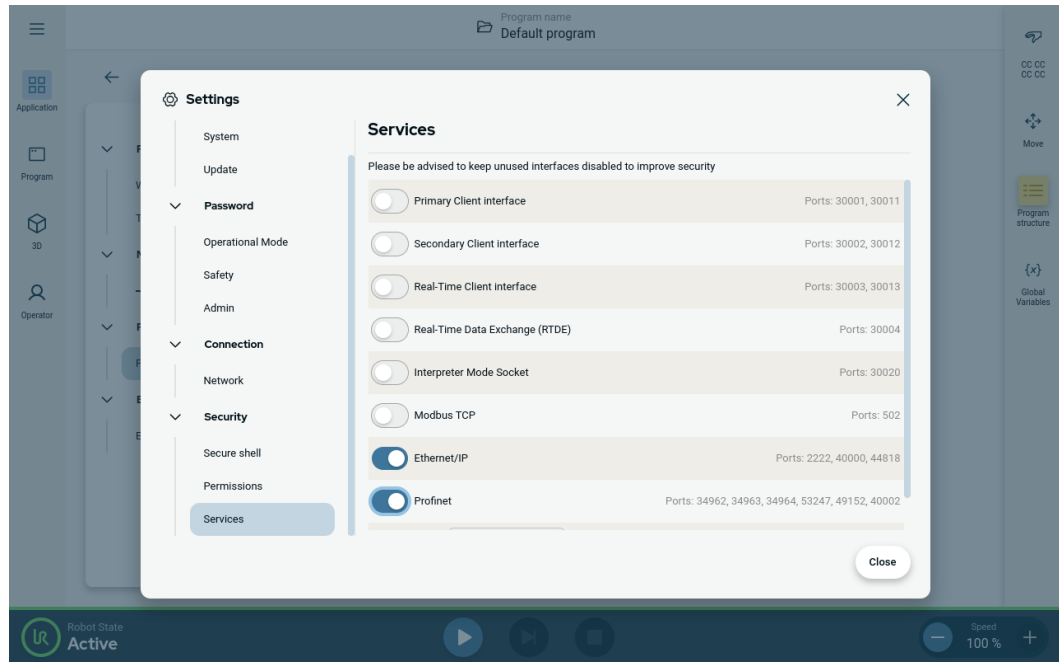 Program name
Default program
Application
Program
3D
Operator
Settings
System
Update
Password
Operational Mode
Safety
Admin
Connection
Network
Security
Secure shell
Permissions
Services
Services
Please be advised to keep unused interfaces disabled to improve security
Primary Client interface Ports: 30001, 30011
Secondary Client interface Ports: 30002, 30012
Real-Time Client interface Ports: 30003, 30013
Real-Time Data Exchange (RTDE) Ports: 30004
Interpreter Mode Socket Ports: 30020
Modbus TCP Ports: 502
Ethernet/IP Ports: 2222, 40000, 44818
Profinet Ports: 34962, 34963, 34964, 53247, 49152, 40002
Close
CC CC
CC CC
Move
Program
structure
{x}
Global
Variables
Robot State
Active
Speed
100 %